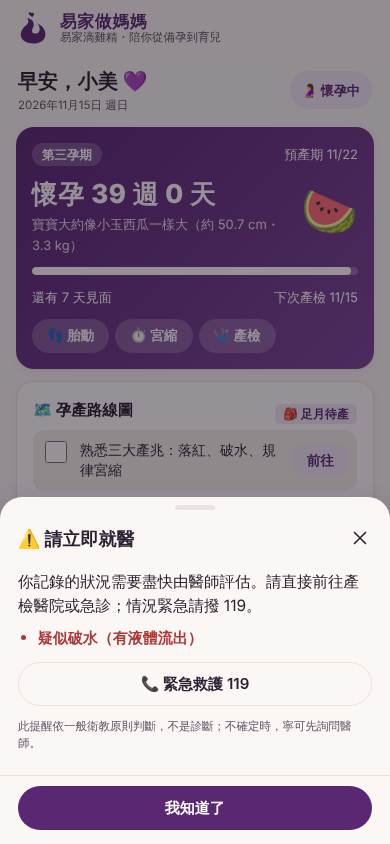 易家做媽媽
易家滴雞精・陪你從備孕到育兒
早安，小美 💜
2026年11月15日 週日
🤰 懷孕中
第三孕期
預產期 11/22
懷孕 39 週 0 天
寶寶大約像小玉西瓜一樣大（約 50.7 cm・
3.3 kg）
還有 7 天見面
下次產檢 11/15
👣 胎動
⏱️ 宮縮
🩺 產檢
🗺️ 孕產路線圖
🎒 足月待產
熟悉三大產兆：落紅、破水、規
律宮縮
前往
⚠️ 請立即就醫
你記錄的狀況需要盡快由醫師評估。請直接前往產
檢醫院或急診；情況緊急請撥 119。
• 疑似破水（有液體流出）
📞 緊急救護 119
此提醒依一般衛教原則判斷，不是診斷；不確定時，寧可先詢問醫
師。
我知道了